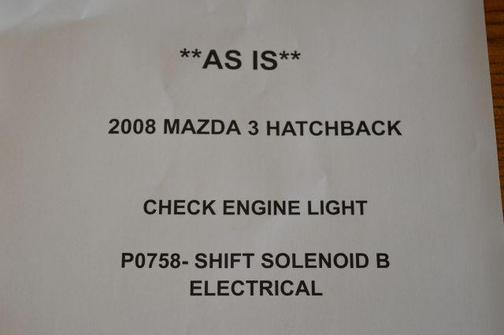 **AS IS**
2008 MAZDA 3 HATCHBACK
CHECK ENGINE LIGHT
P0758- SHIFT SOLENOID B
ELECTRICAL